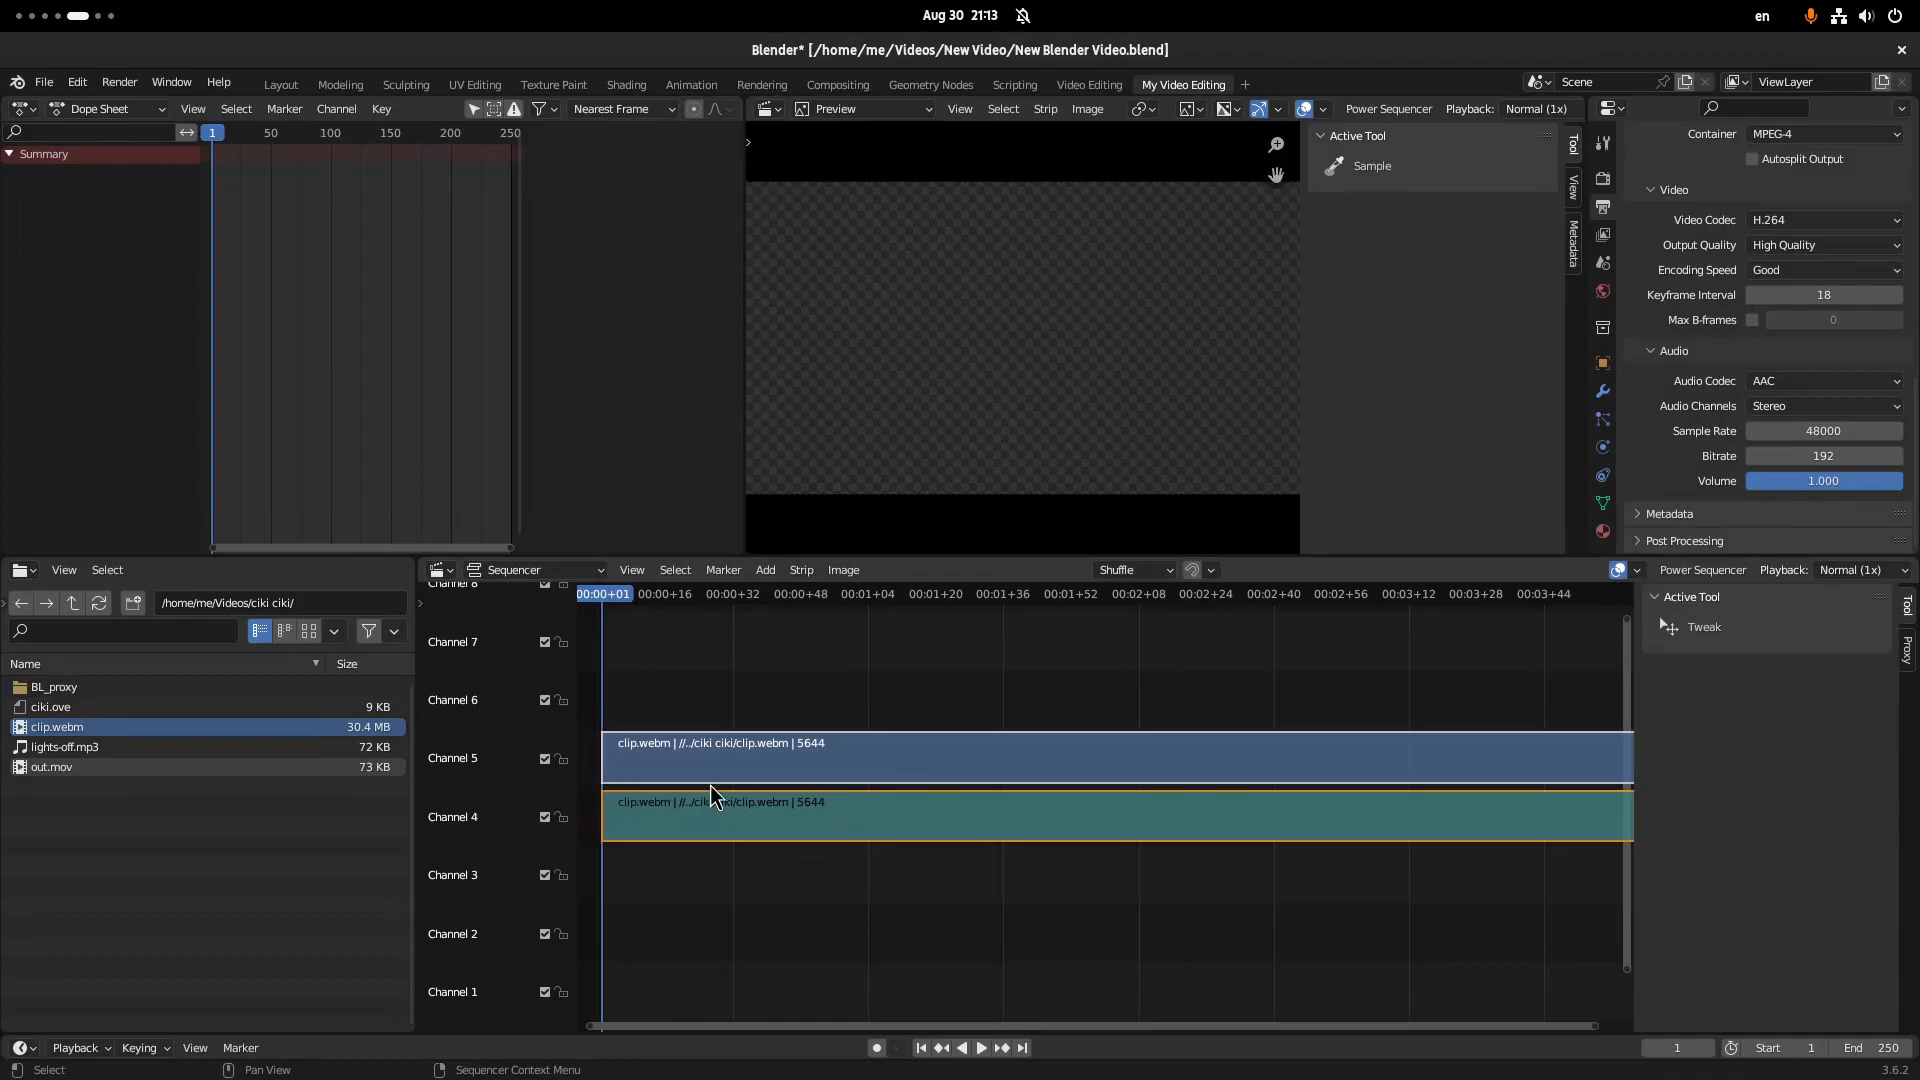 Aug 30 21:13
en
Blender* [/home/me/Videos/New Video/New Blender Video.blend]
File Edit Render Window Help
Layout Modeling Sculpting UV Editing Texture Paint Shading Animation Rendering Compositing Geometry Nodes Scripting Video Editing My Video Editing +
Scene
ViewLayer
Dope Sheet View Select Marker Channel Key
Nearest Frame
Preview View Select Strip Image
Power Sequencer Playback: Normal (1x)
1 50 100 150 200 250
Summary
Active Tool
Sample
Tool
View
Metadata
Container MPEG-4
Autosplit Output
Video
Video Codec H.264
Output Quality High Quality
Encoding Speed Good
Keyframe Interval 18
Max B-frames 0
Audio
Audio Codec AAC
Audio Channels Stereo
Sample Rate 48000
Bitrate 192
Volume 1.000
Metadata
Post Processing
View Select
/home/me/Videos/ciki ciki/
Name Size
BL_proxy
ciki.ove 9 KB
clip.webm 30.4 MB
lights-off.mp3 72 KB
out.mov 73 KB
Sequencer View Select Marker Add Strip Image
Shuffle
Power Sequencer Playback: Normal (1x)
00:00+01 00:00+16 00:00+32 00:00+48 00:01+04 00:01+20 00:01+36 00:01+52 00:02+08 00:02+24 00:02+40 00:02+56 00:03+12 00:03+28 00:03+44
Channel 8
Channel 7
Channel 6
Channel 5
clip.webm | //../ciki ciki/clip.webm | 5644
Channel 4
clip.webm | //../ciki/clip.webm | 5644
Channel 3
Channel 2
Channel 1
Active Tool
Tweak
Tool
Proxy
Playback Keying View Marker
1
Start 1
End 250
Select
Pan View
Sequencer Context Menu
3.6.2